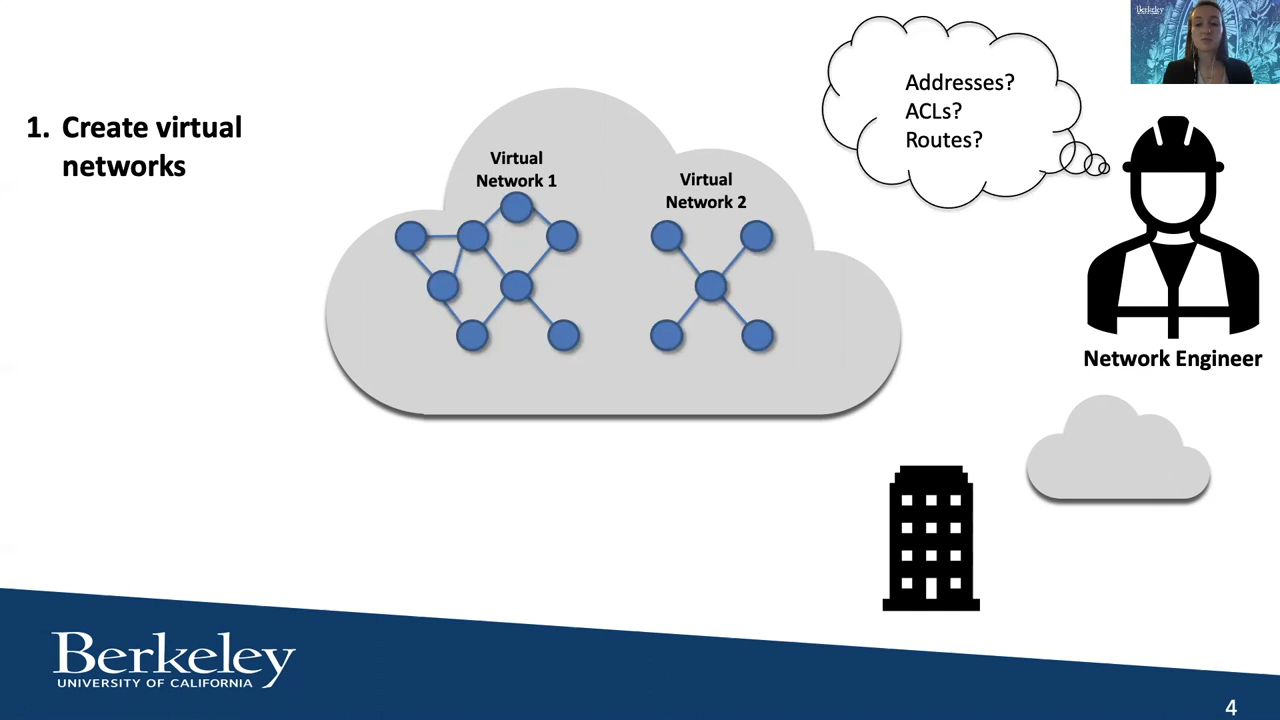 1. Create virtual
networks
Virtual
Network 1
Virtual
Network 2
Addresses?
ACLs?
Routes?
Berkeley
Network Engineer
Berkeley
UNIVERSITY OF CALIFORNIA
4